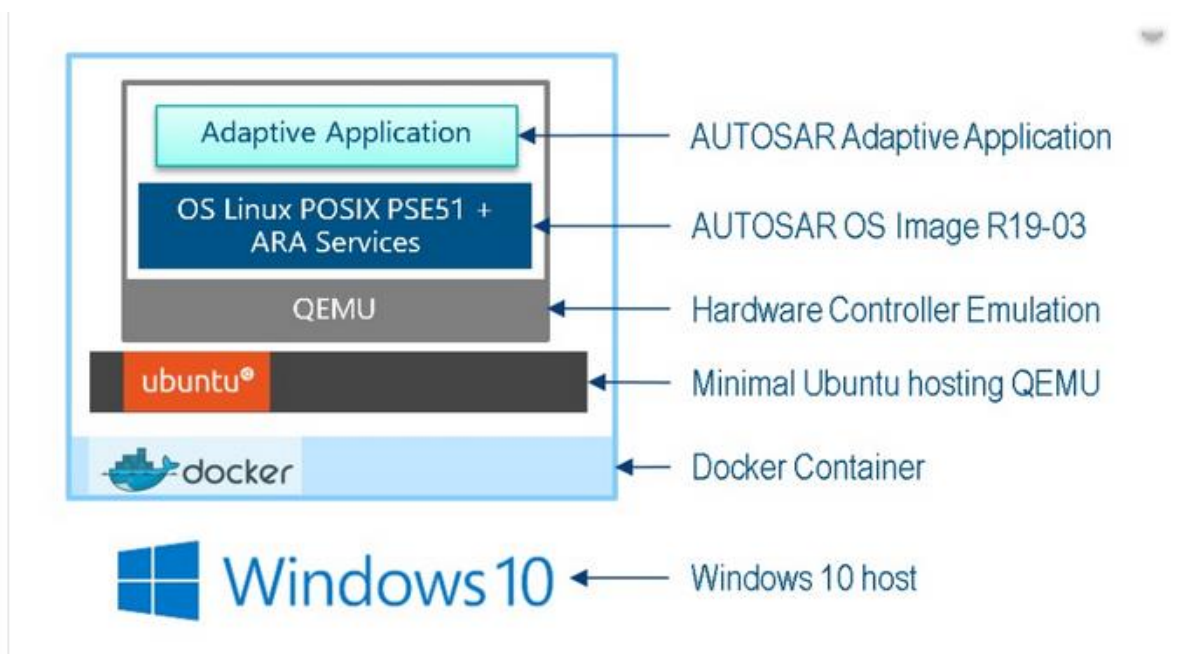 Adaptive Application
AUTOSAR Adaptive Application
OS Linux POSIX PSE51 +
ARA Services
AUTOSAR OS Image R19-03
QEMU
Hardware Controller Emulation
ubuntu®
Minimal Ubuntu hosting QEMU
docker
Docker Container
Windows 10
Windows 10 host